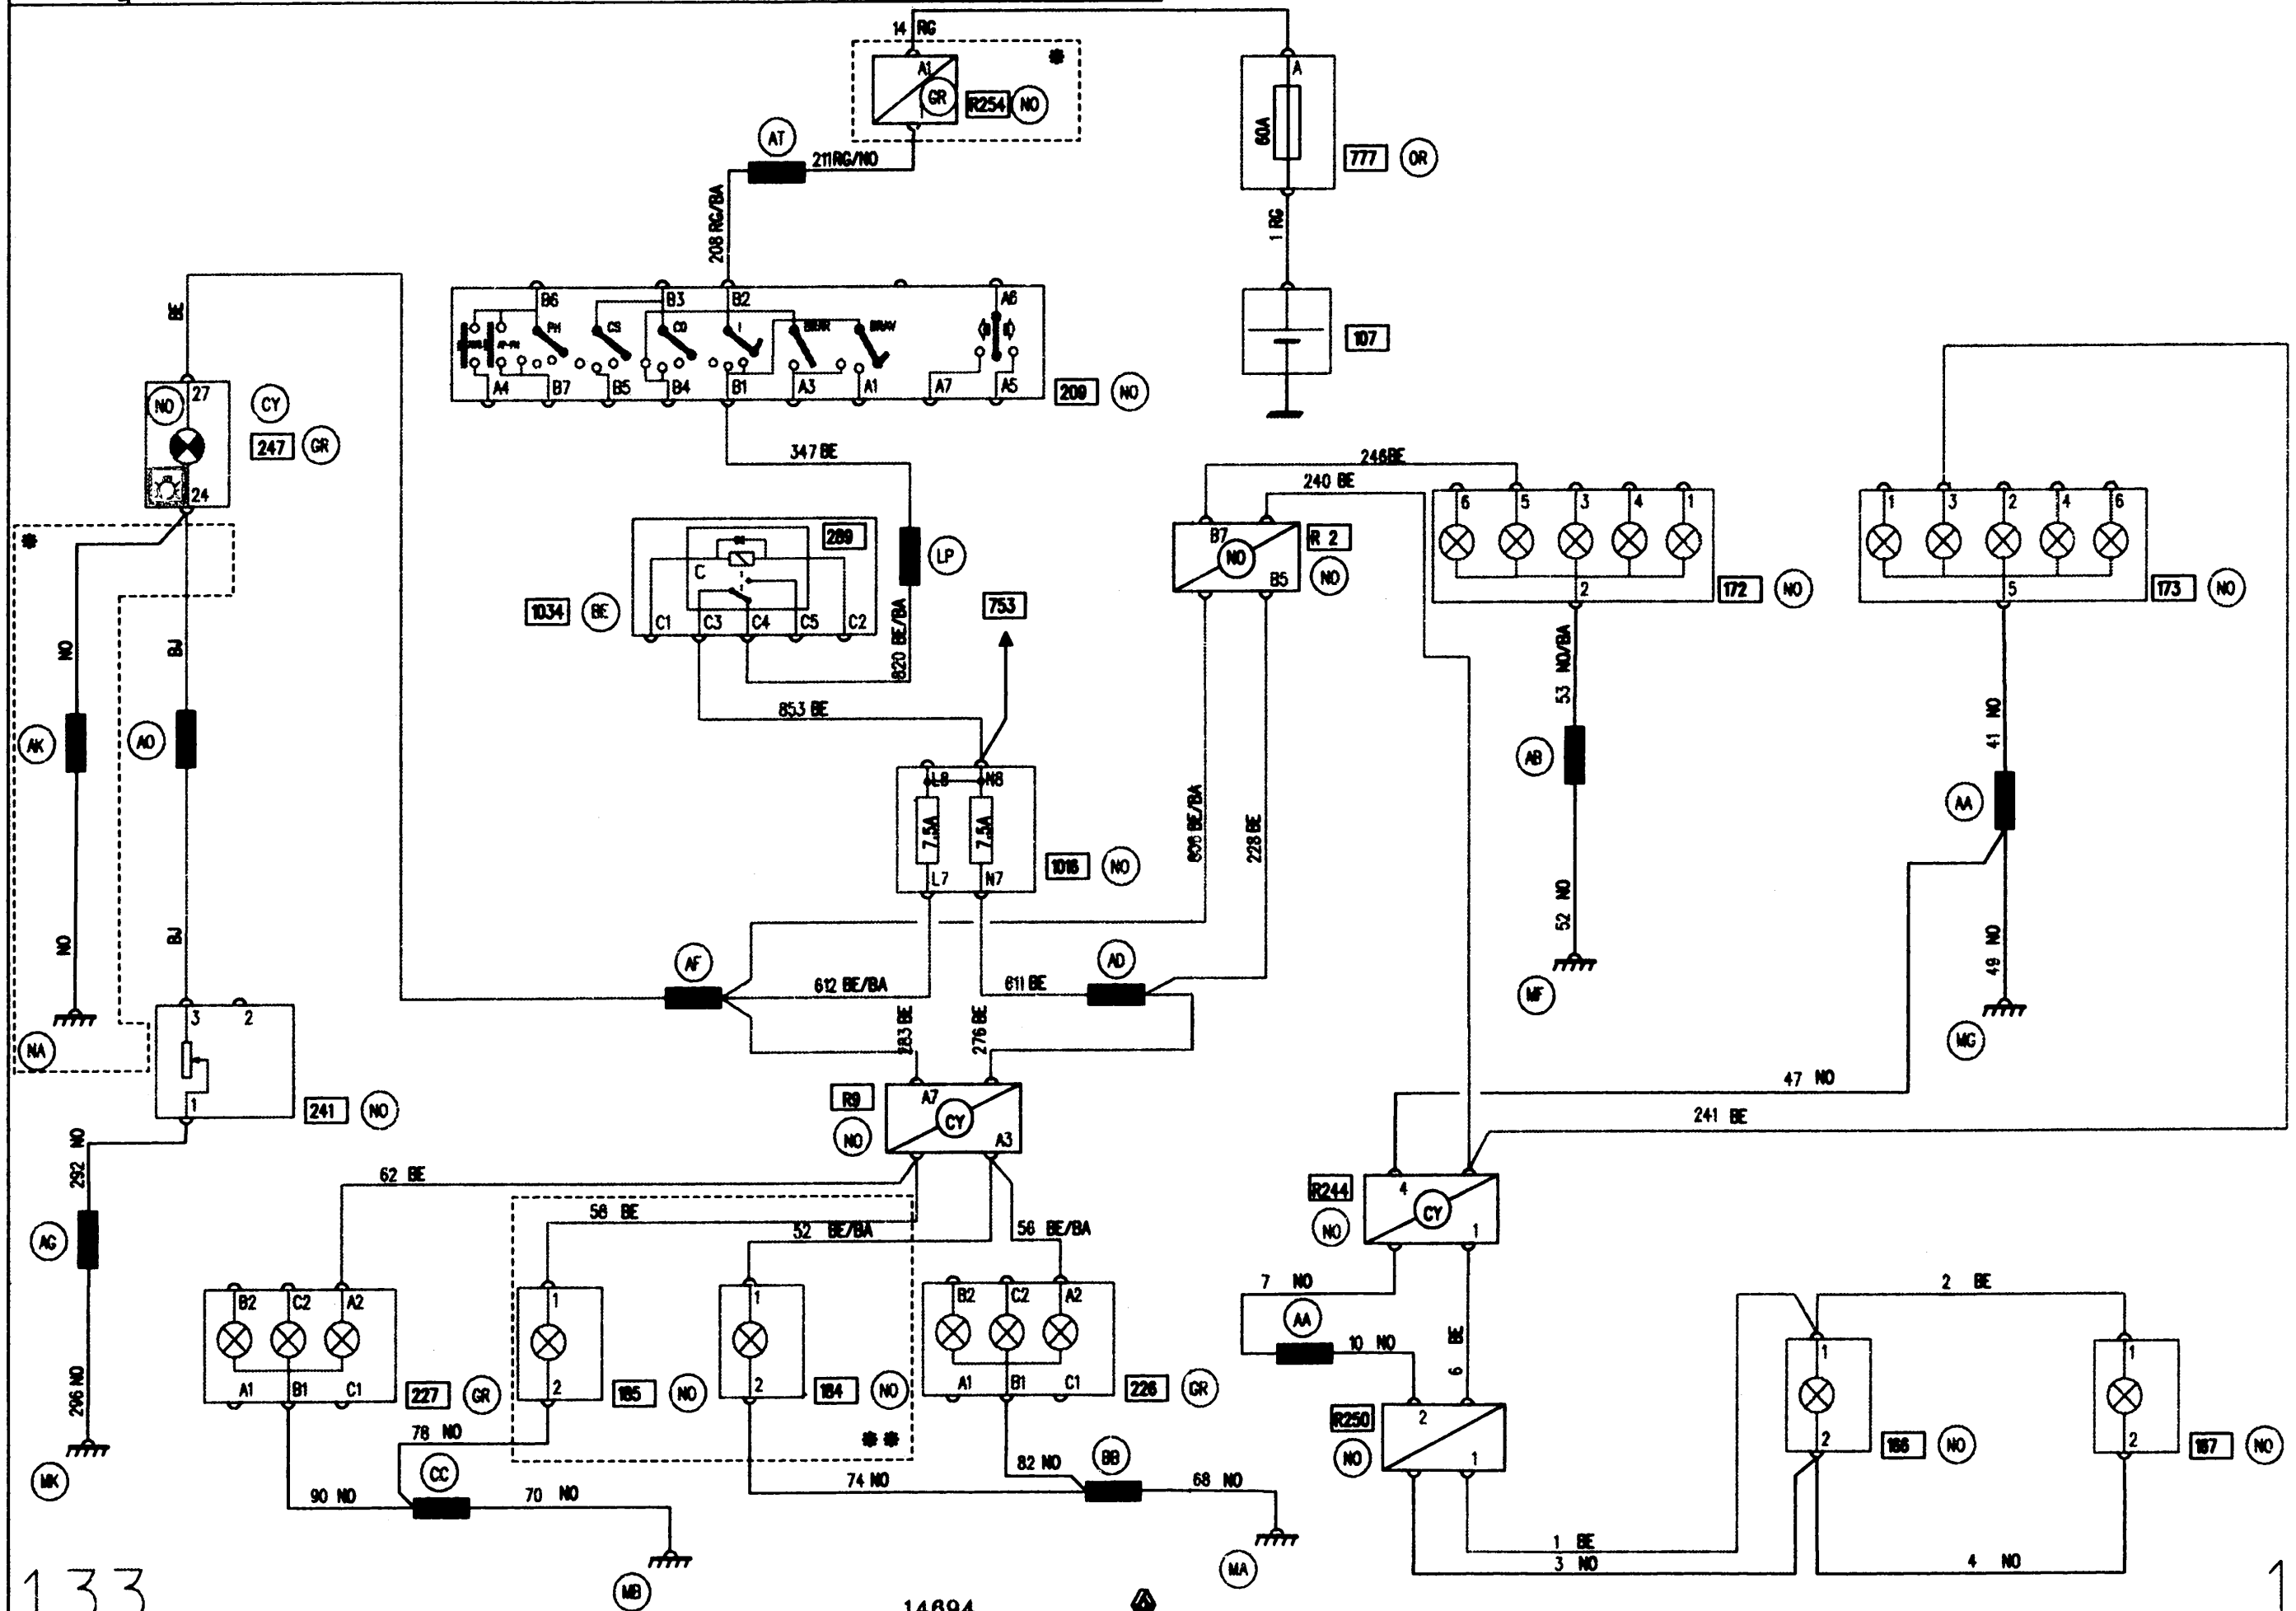 14 RG
A1
GR
R254
NO
*
A
60A
777
OR
AT
211RG/NO
208 RG/BA
1 RG
BE
B6
B3
B2
A6
PH
CS
CO
I
A4
B7
B5
B4
B1
A3
A1
A7
A5
209
NO
107
NO
27
CY
247
GR
24
347 BE
246BE
240 BE
6
5
3
4
1
1
3
2
4
6
289
C
LP
B7
NO
B5
R 2
NO
*
2
172
NO
5
173
NO
1034
BE
C1
C3
C4
C5
C2
820 BE/BA
753
NO
BJ
53 NO/BA
41 NO
853 BE
AK
AO
AB
L8
N8
7.5A
7.5A
AA
608 BE/BA
228 BE
1016
NO
L7
N7
52 NO
NO
BJ
AF
AD
612 BE/BA
611 BE
49 NO
MF
3
2
283 BE
276 BE
NA
MG
47 NO
1
241
NO
R9
NO
A7
CY
A3
241 BE
292 NO
62 BE
R244
NO
4
CY
1
58 BE
52 BE/BA
56 BE/BA
AG
7 NO
2 BE
B2
C2
A2
1
1
B2
C2
A2
AA
10 NO
6 BE
1
1
A1
B1
C1
227
GR
2
185
NO
2
184
NO
A1
B1
C1
226
GR
296 NO
R250
NO
2
1
2
166
NO
2
167
NO
78 NO
* *
MK
CC
82 NO
BB
90 NO
70 NO
74 NO
68 NO
1 BE
3 NO
4 NO
MB
MA
133
14694
1